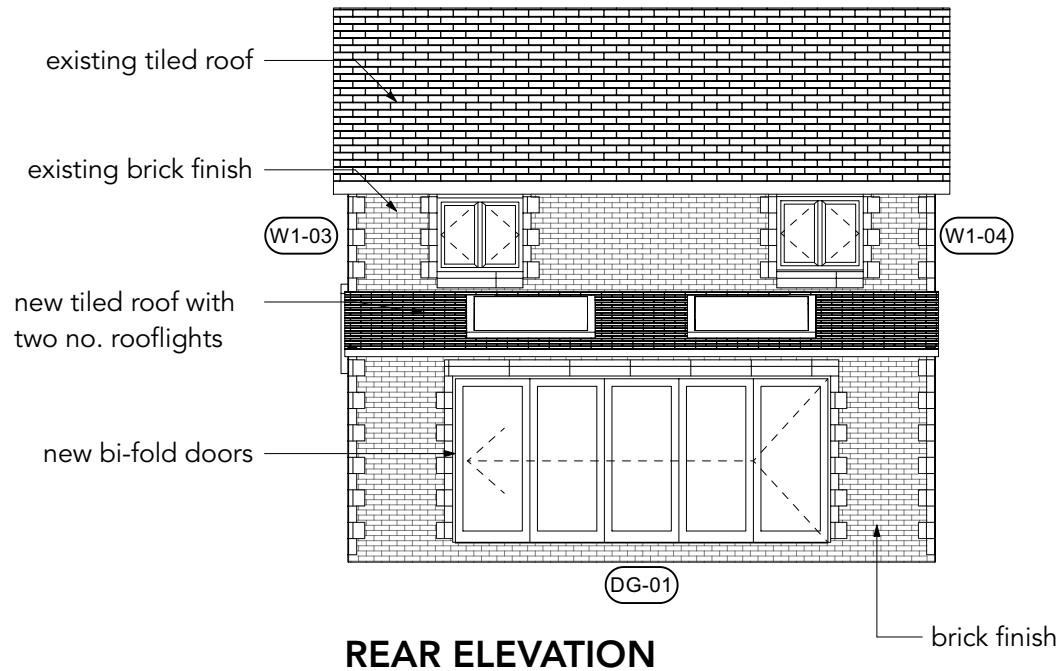 existing tiled roof
existing brick finish
W1-03
W1-04
new tiled roof with
two no. rooflights
new bi-fold doors
DG-01
brick finish
REAR ELEVATION